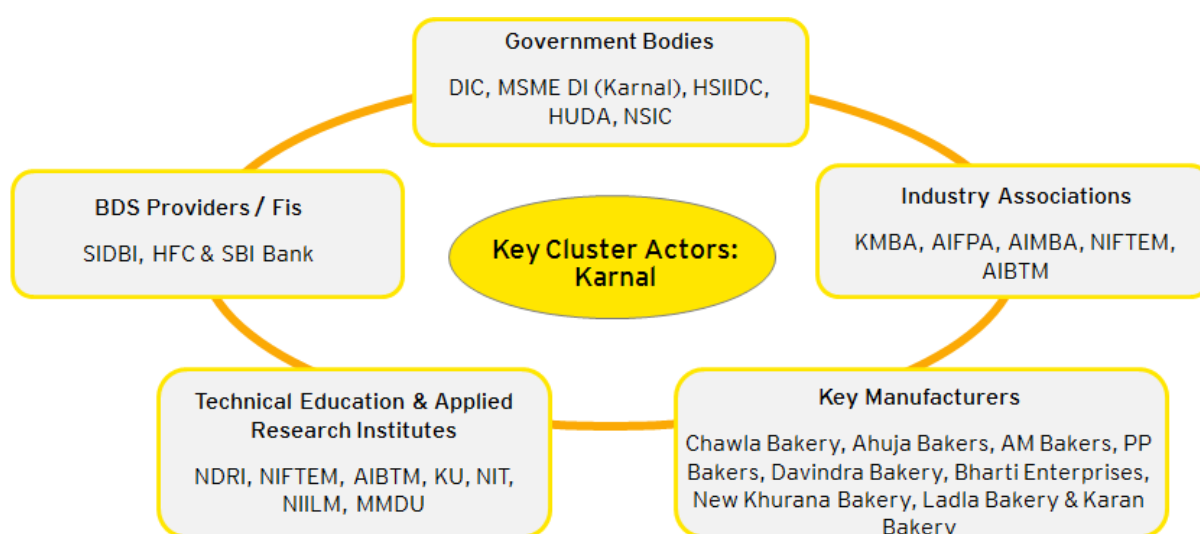 Government Bodies
DIC, MSME DI (Karnal), HSIIDC,
HUDA, NSIC
BDS Providers / Fis
SIDBI, HFC & SBI Bank
Key Cluster Actors:
Karnal
Industry Associations
KMBA, AIFPA, AIMBA, NIFTEM,
AIBTM
Technical Education & Applied
Research Institutes
NDRI, NIFTEM, AIBTM, KU, NIT,
NIILM, MMDU
Key Manufacturers
Chawla Bakery, Ahuja Bakers, AM Bakers, PP
Bakers, Davindra Bakery, Bharti Enterprises,
New Khurana Bakery, Ladla Bakery & Karan
Bakery